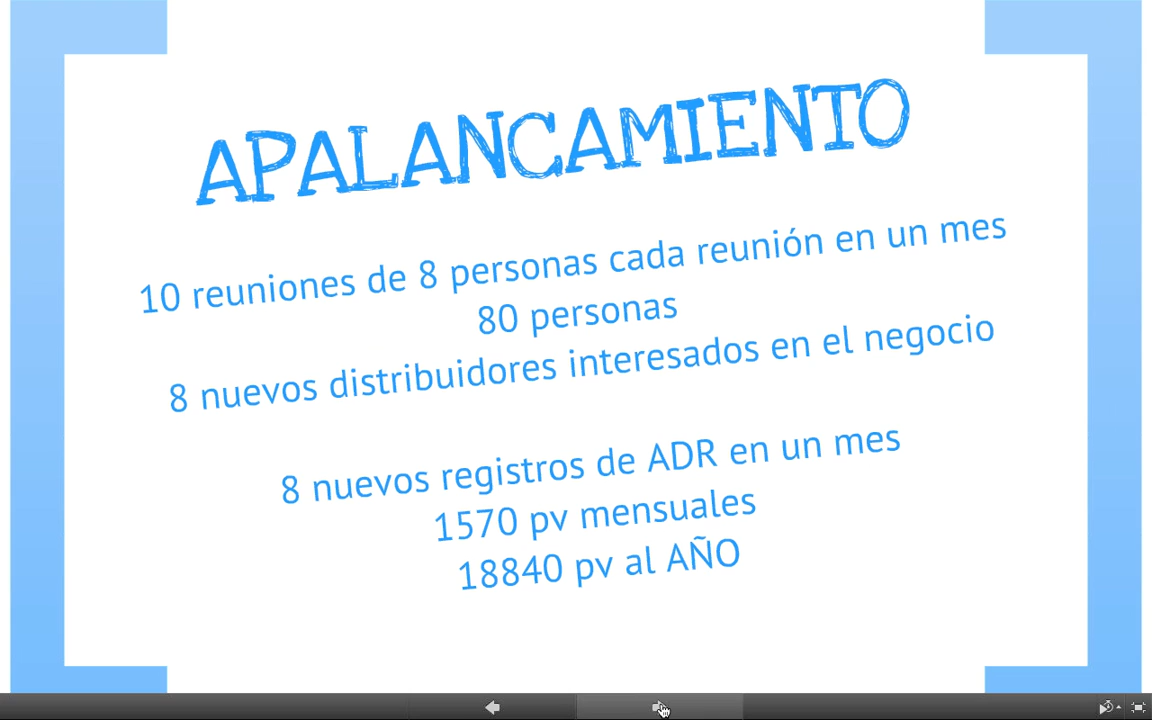 APALANCAMIENTO
10 reuniones de 8 personas cada reunión en un mes
80 personas
8 nuevos distribuidores interesados en el negocio
8 nuevos registros de ADR en un mes
1570 pv mensuales
18840 pv al AÑO